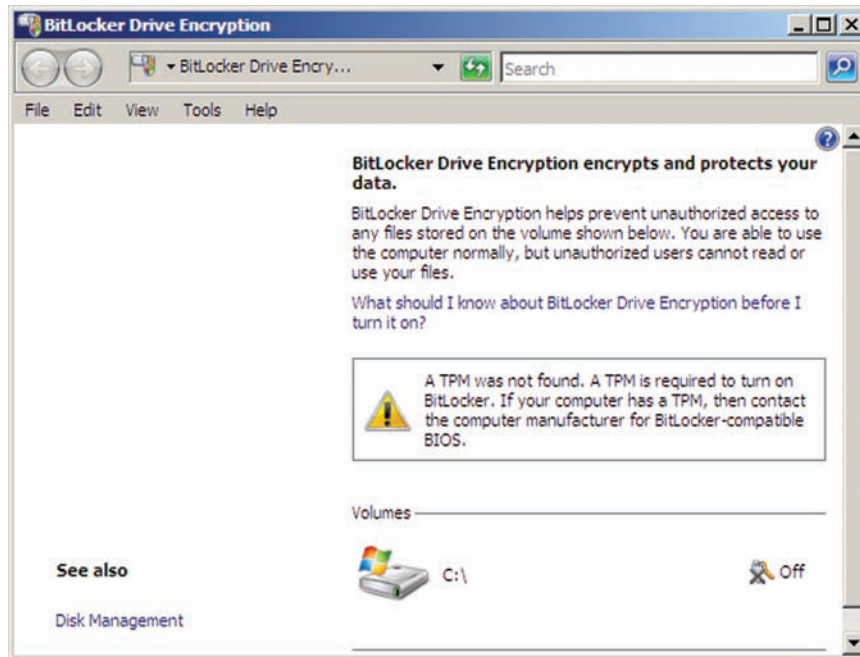 BitLocker Drive Encryption
BitLocker Drive Encry...
Search
File Edit View Tools Help
BitLocker Drive Encryption encrypts and protects your
data.
BitLocker Drive Encryption helps prevent unauthorized access to
any files stored on the volume shown below. You are able to use
the computer normally, but unauthorized users cannot read or
use your files.
What should I know about BitLocker Drive Encryption before I
turn it on?
A TPM was not found. A TPM is required to turn on
BitLocker. If your computer has a TPM, then contact
the computer manufacturer for BitLocker-compatible
BIOS.
Volumes
C:\
Off
See also
Disk Management